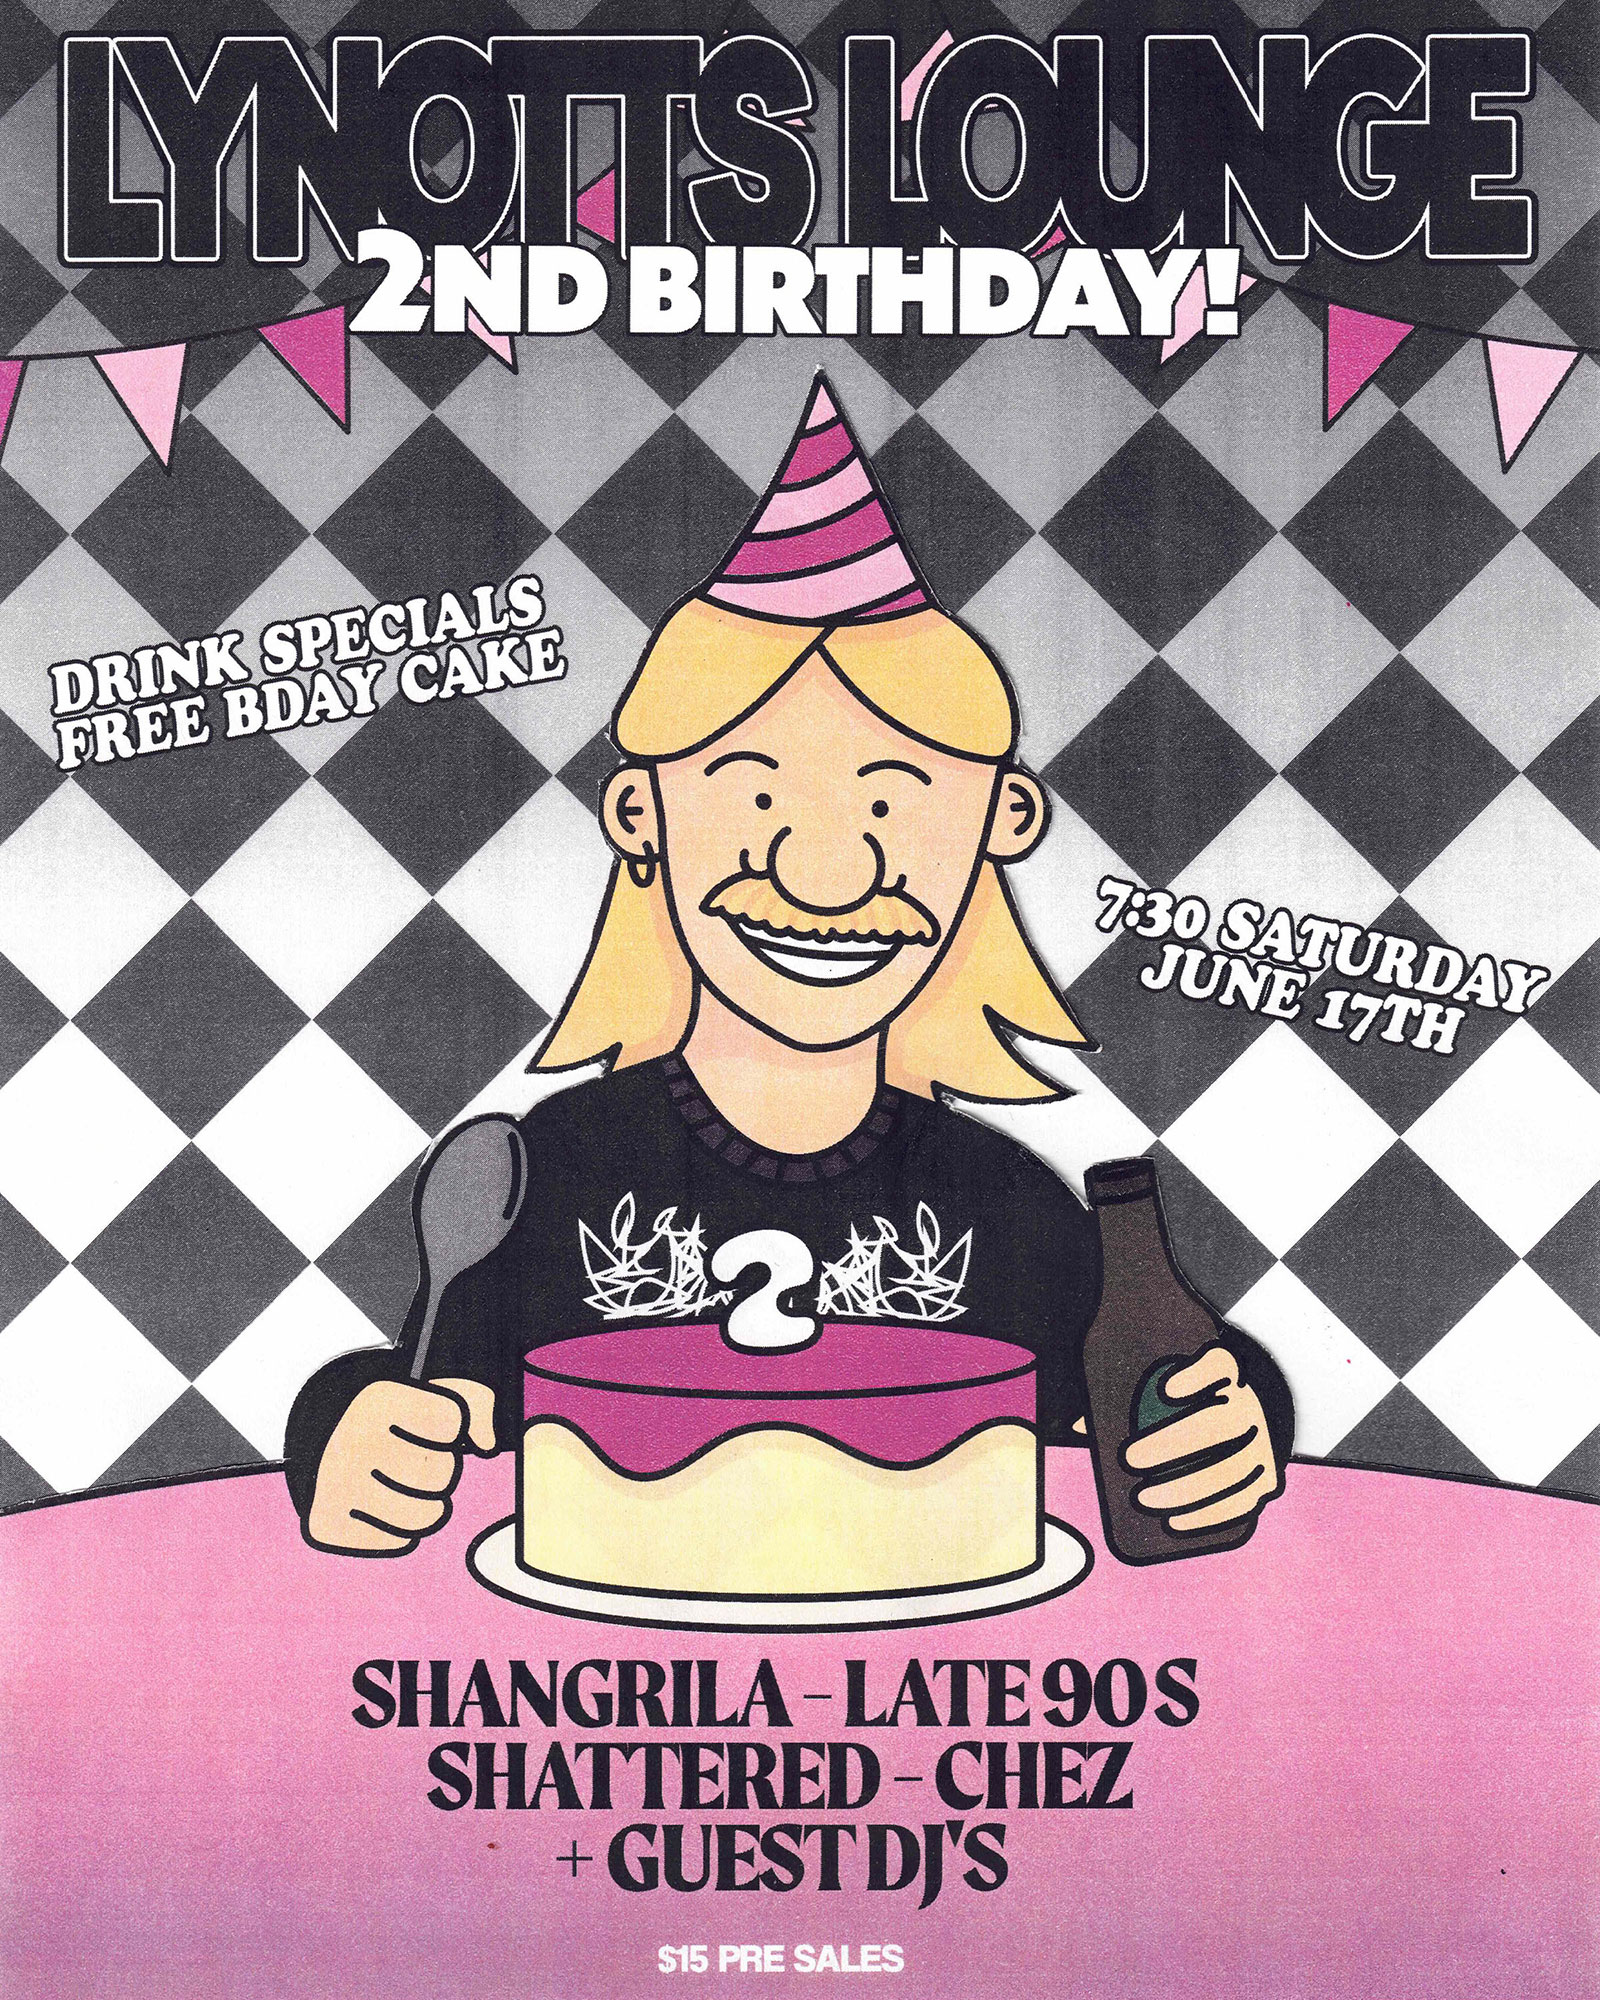 LYNOTTS LOUNGE
2ND BIRTHDAY!
DRINK SPECIALS
FREE BDAY CAKE
7:30 SATURDAY
JUNE 17TH
2
SHANGRILA – LATE 90S
SHATTERED – CHEZ
+ GUEST DJ'S
$15 PRE SALES